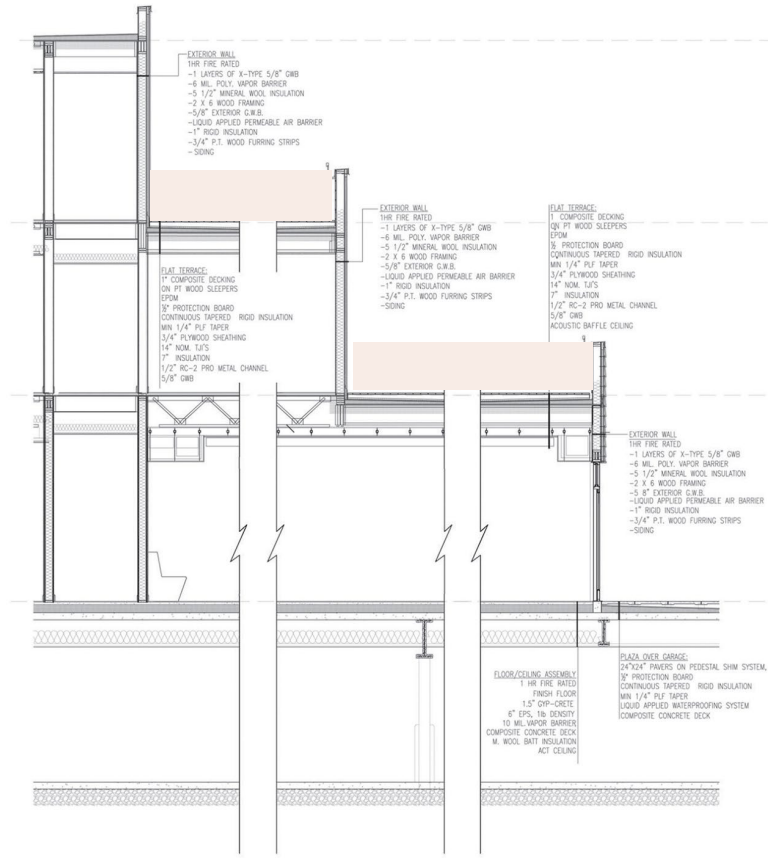 EXTERIOR WALL
1HR FIRE RATED
-1 LAYERS OF X-TYPE 5/8" GWB
-6 MIL. POLY. VAPOR BARRIER
-5 1/2" MINERAL WOOL INSULATION
-2 X 6 WOOD FRAMING
-5/8" EXTERIOR G.W.B.
-LIQUID APPLIED PERMEABLE AIR BARRIER
-1" RIGID INSULATION
-3/4" P.T. WOOD FURRING STRIPS
-SIDING
EXTERIOR WALL
1HR FIRE RATED
-1 LAYERS OF X-TYPE 5/8" GWB
-6 MIL. POLY. VAPOR BARRIER
-5 1/2" MINERAL WOOL INSULATION
-2 X 6 WOOD FRAMING
-5/8" EXTERIOR G.W.B.
-LIQUID APPLIED PERMEABLE AIR BARRIER
-1" RIGID INSULATION
-3/4" P.T. WOOD FURRING STRIPS
-SIDING
FLAT TERRACE:
1 COMPOSITE DECKING
ON PT WOOD SLEEPERS
EPDM
PROTECTION BOARD
CONTINUOUS TAPERED RIGID INSULATION
MIN 1/4" PLF TAPER
3/4" PLYWOOD SHEATHING
14" NOM. TJI'S
7" INSULATION
1/2" RC-2 PRO METAL CHANNEL
5/8" GWB
ACOUSTIC BAFFLE CEILING
FLAT TERRACE:
1" COMPOSITE DECKING
ON PT WOOD SLEEPERS
EPDM
PROTECTION BOARD
CONTINUOUS TAPERED RIGID INSULATION
MIN 1/4" PLF TAPER
3/4" PLYWOOD SHEATHING
14" NOM. TJI'S
7" INSULATION
1/2" RC-2 PRO METAL CHANNEL
5/8" GWB
EXTERIOR WALL
1HR FIRE RATED
-1 LAYERS OF X-TYPE 5/8" GWB
-6 MIL. POLY. VAPOR BARRIER
-5 1/2" MINERAL WOOL INSULATION
-2 X 6 WOOD FRAMING
-5 8" EXTERIOR G.W.B.
-LIQUID APPLIED PERMEABLE AIR BARRIER
-1" RIGID INSULATION
-3/4" P.T. WOOD FURRING STRIPS
-SIDING
FLOOR/CEILING ASSEMBLY
1 HR FIRE RATED
FINISH FLOOR
1.5" GYP-CRETE
6" EPS, 1lb DENSITY
10 MIL.VAPOR BARRIER
COMPOSITE CONCRETE DECK
M. WOOL BATT INSULATION
ACT CEILING
PLAZA OVER GARAGE:
24"X24" PAVERS ON PEDESTAL SHIM SYSTEM,
PROTECTION BOARD
CONTINUOUS TAPERED RIGID INSULATION
MIN 1/4" PLF TAPER
LIQUID APPLIED WATERPROOFING SYSTEM
COMPOSITE CONCRETE DECK